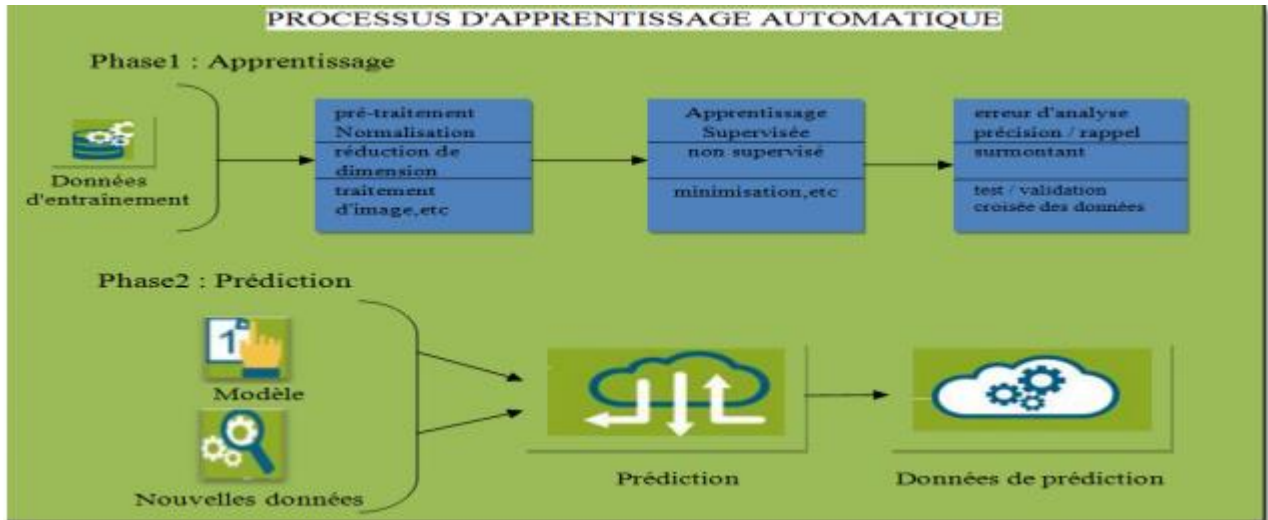 PROCESSUS D'APPRENTISSAGE AUTOMATIQUE
Phase1 : Apprentissage
Données
d'entraînement
pré-traitement
Normalisation
réduction de
dimension
traitement
d'image,etc
Apprentissage
Supervisée
non supervisé
minimisation,etc
erreur d'analyse
précision / rappel
surmontant
test / validation
croisée des données
Phase2 : Prédiction
1
Modèle
Nouvelles données
Prédiction
Données de prédiction